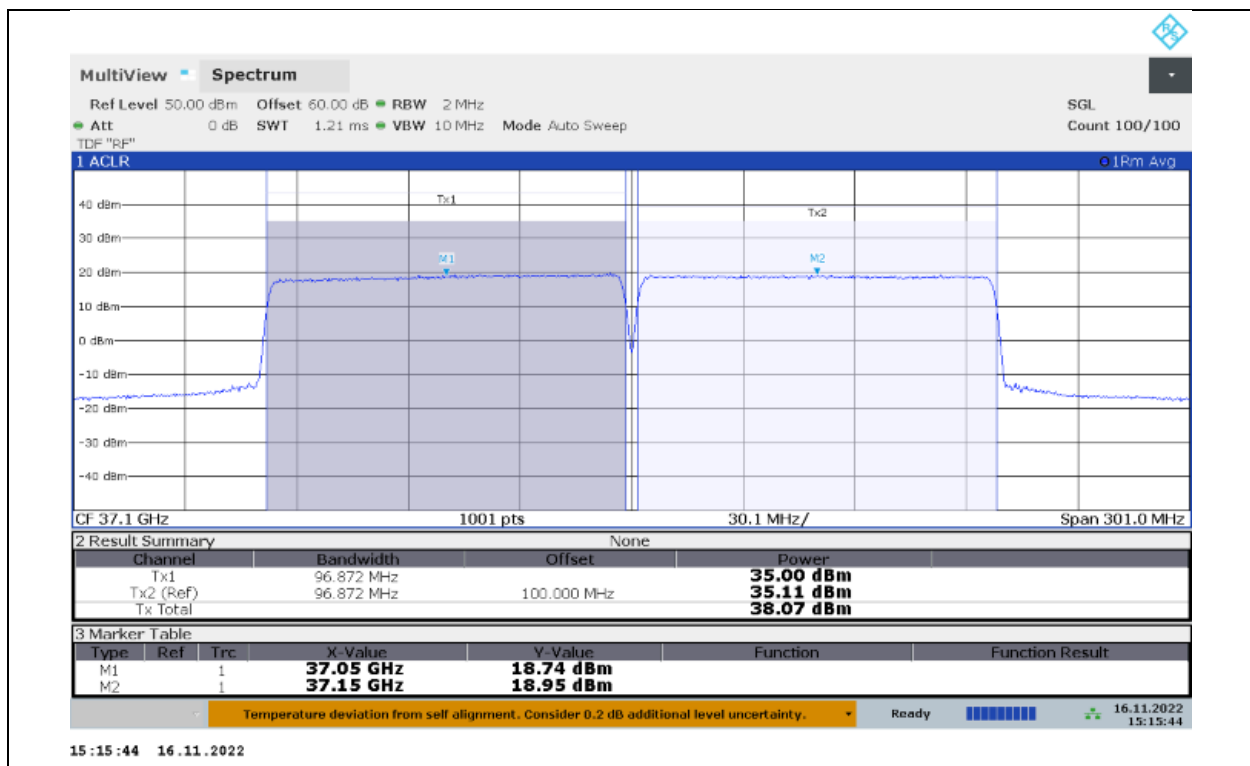 R&S
MultiView Spectrum
Ref Level 50.00 dBm Offset 60.00 dB RBW 2 MHz SGL
Att 0 dB SWT 1.21 ms VBW 10 MHz Mode Auto Sweep Count 100/100
TDF "RF"
1 ACLR 1Rm Avg
40 dBm Tx1
Tx2
30 dBm
M1 M2
20 dBm
10 dBm
0 dBm
-10 dBm
-20 dBm
-30 dBm
-40 dBm
CF 37.1 GHz 1001 pts 30.1 MHz/ Span 301.0 MHz
2 Result Summary None
Channel Bandwidth Offset Power
Tx1 96.872 MHz 35.00 dBm
Tx2 (Ref) 96.872 MHz 100.000 MHz 35.11 dBm
Tx Total 38.07 dBm
3 Marker Table
Type Ref Trc X-Value Y-Value Function Function Result
M1 1 37.05 GHz 18.74 dBm
M2 1 37.15 GHz 18.95 dBm
Temperature deviation from self alignment. Consider 0.2 dB additional level uncertainty. Ready 16.11.2022
15:15:44
15:15:44 16.11.2022